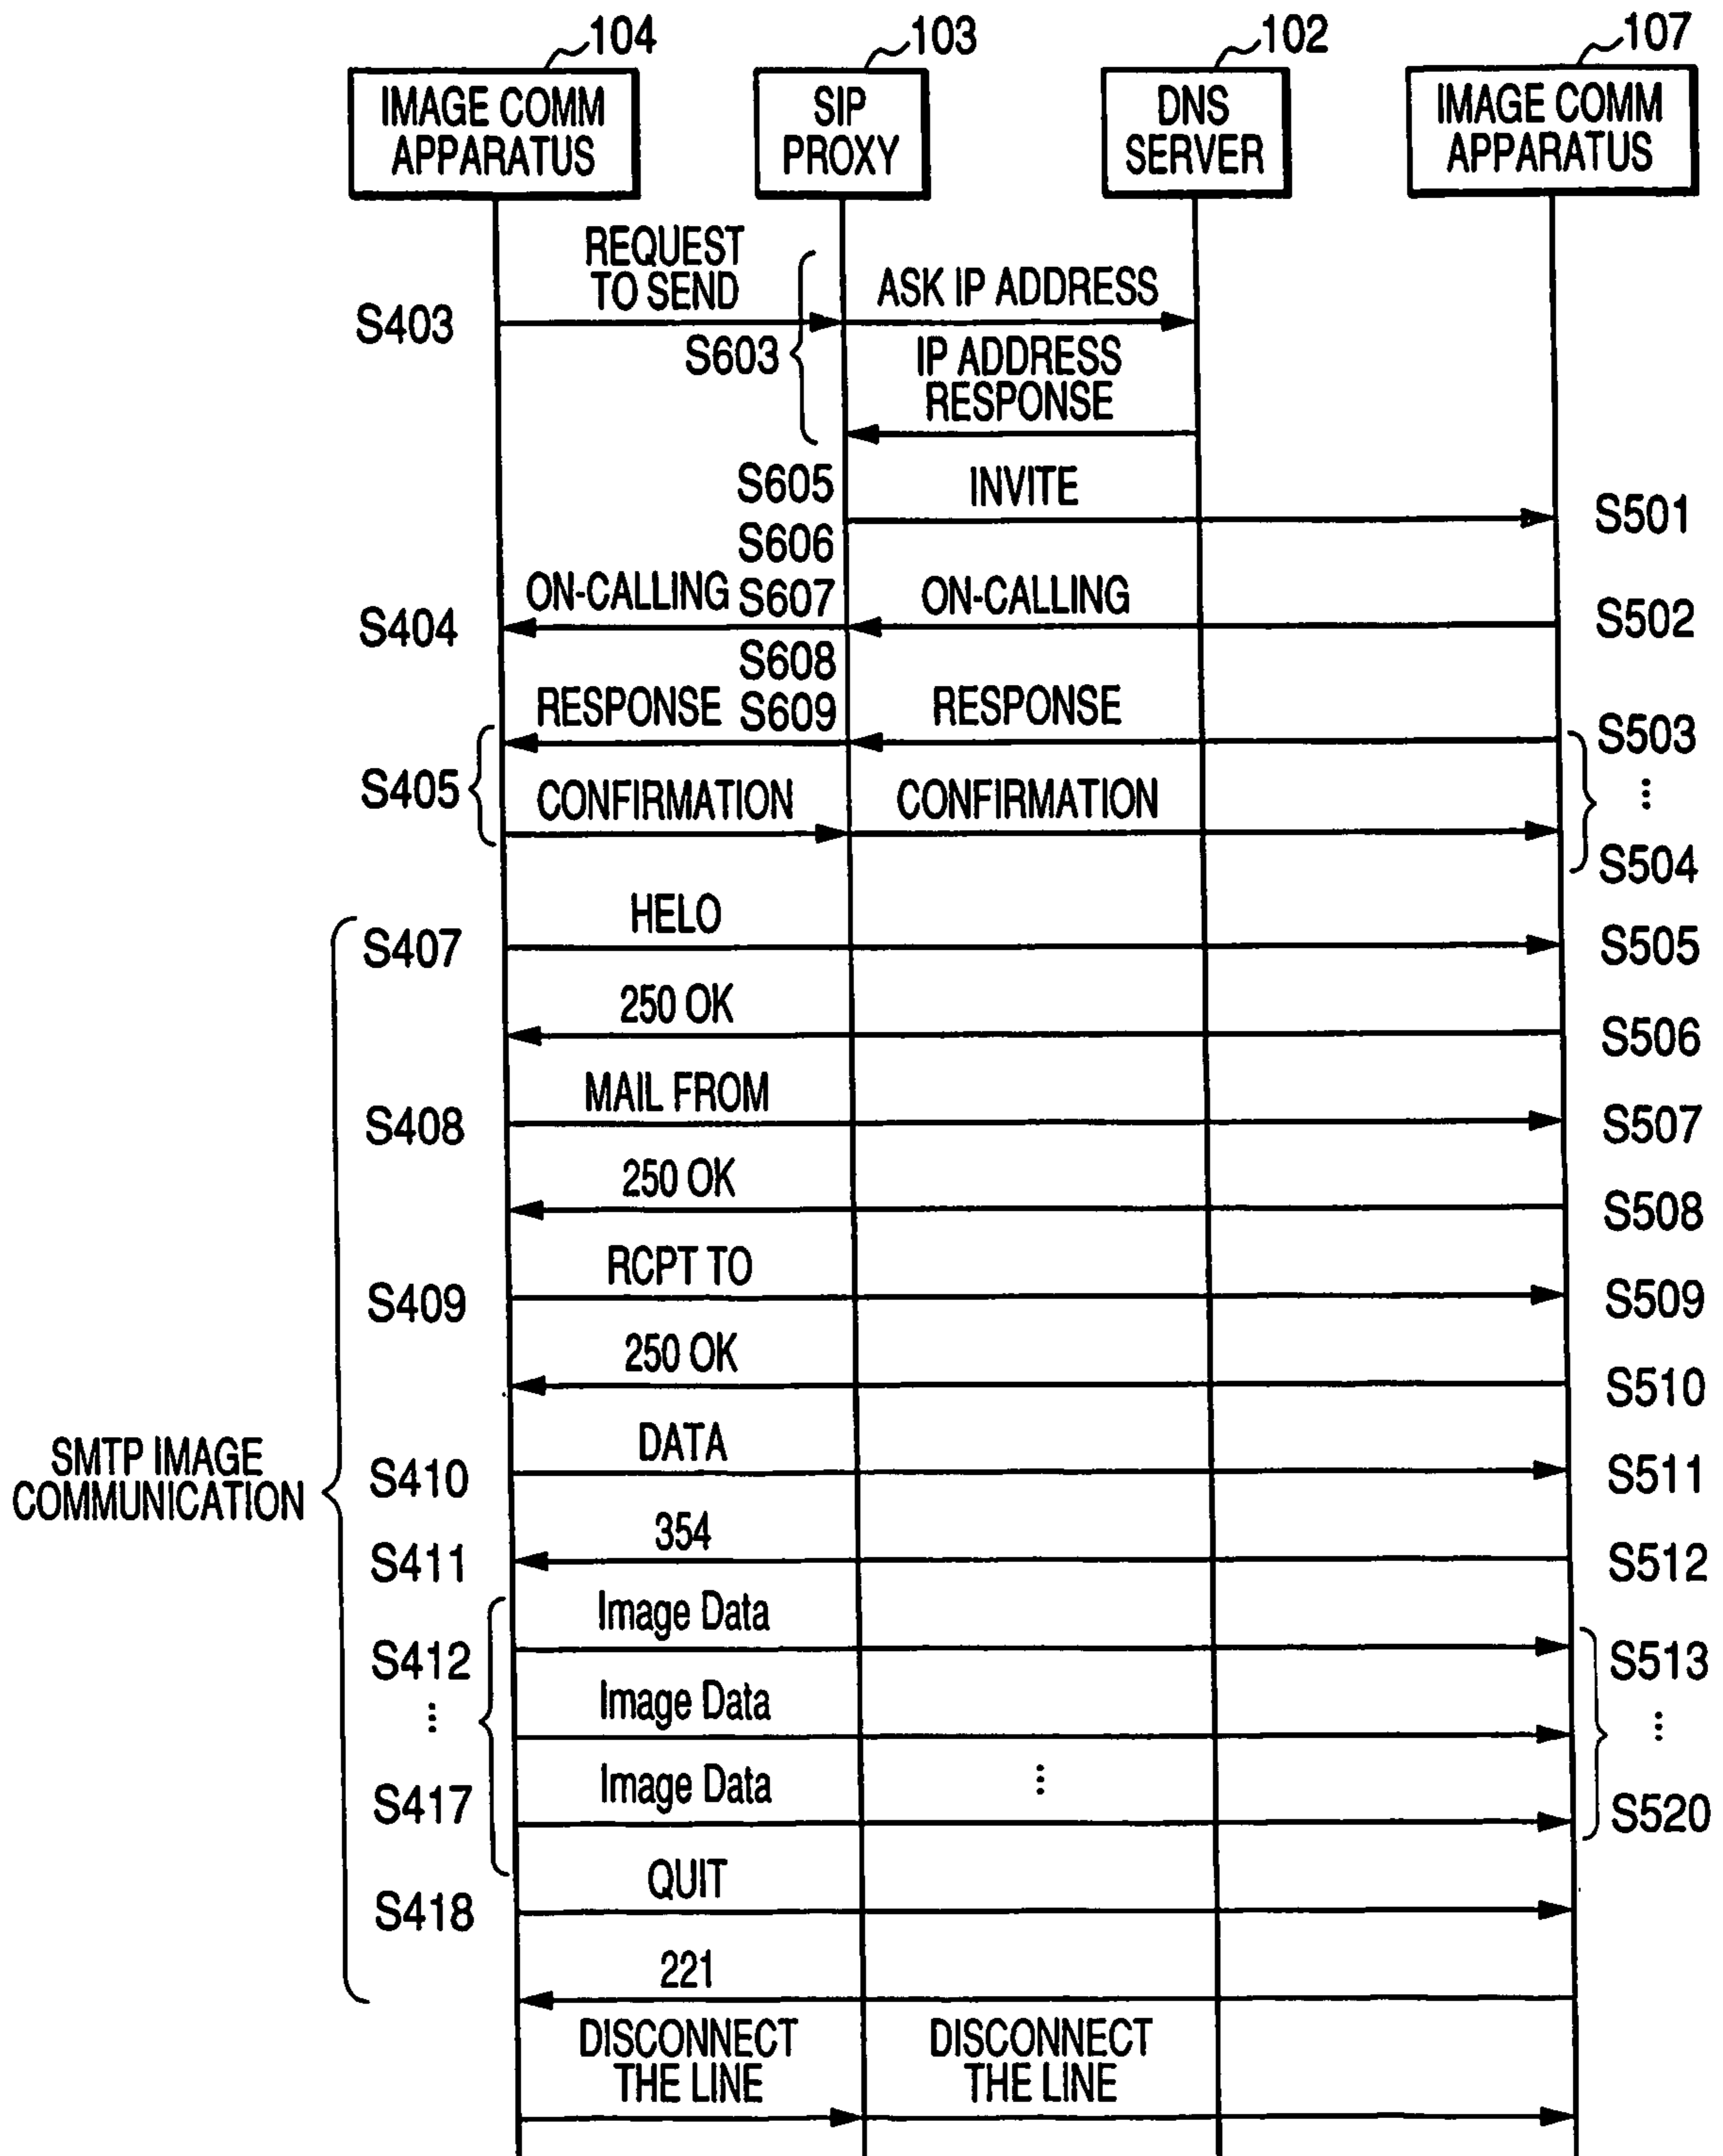 104
103
102
107
IMAGE COMM
APPARATUS
SIP
PROXY
DNS
SERVER
IMAGE COMM
APPARATUS
REQUEST
TO SEND
ASK IP ADDRESS
S403
S603
IP ADDRESS
RESPONSE
S605
INVITE
S501
S606
ON-CALLING
S607
ON-CALLING
S404
S502
S608
RESPONSE
S609
RESPONSE
S503
S405
CONFIRMATION
CONFIRMATION
...
S504
HELO
S407
S505
250 OK
S506
MAIL FROM
S408
S507
250 OK
S508
RCPT TO
S409
S509
250 OK
S510
SMTP IMAGE
COMMUNICATION
DATA
S410
S511
354
S411
S512
Image Data
S412
S513
...
Image Data
...
Image Data
...
S417
S520
QUIT
S418
221
DISCONNECT
THE LINE
DISCONNECT
THE LINE